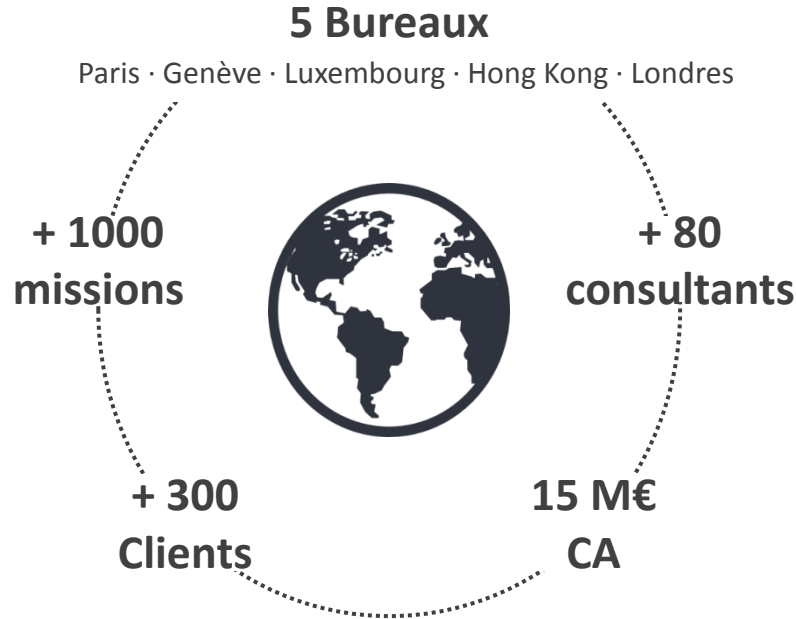 5 Bureaux
Paris · Genève · Luxembourg · Hong Kong · Londres
+ 1000
missions
+ 80
consultants
+ 300
Clients
15 M€
CA